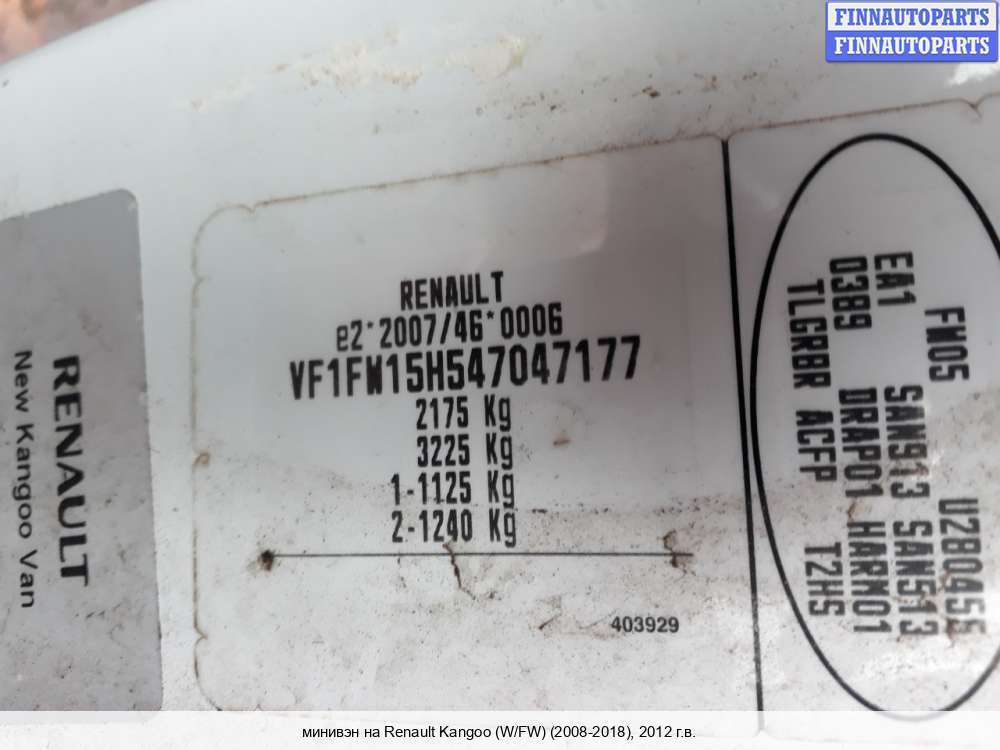 FINNAUTOPARTS
FINNAUTOPARTS
RENAULT
New Kangoo Van
RENAULT
e2*2007/46*0006
VF1FW15H547047177
2175 Kg
3225 Kg
1-1125 Kg
2-1240 Kg
403929
FW05 U280455
EA1 SAN913 SAN513
03B9 DRAP01 HARN01
TLGRBR ACFP T2HS
минивэн на Renault Kangoo (W/FW) (2008-2018), 2012 г.в.